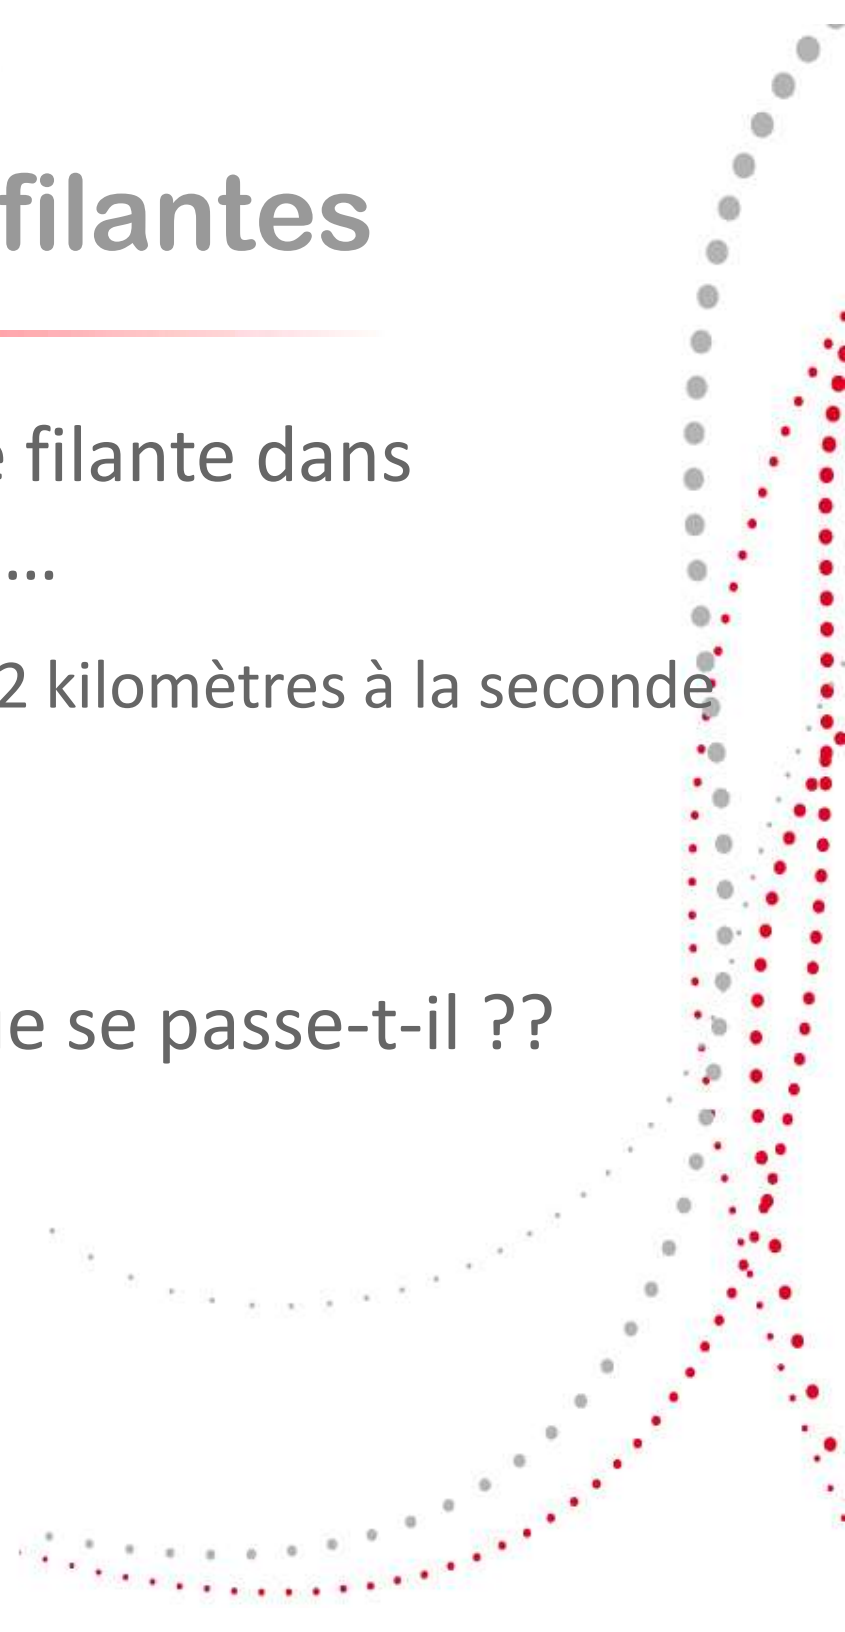 filantes
filante dans
...
2 kilomètres à la seconde
se passe-t-il ??